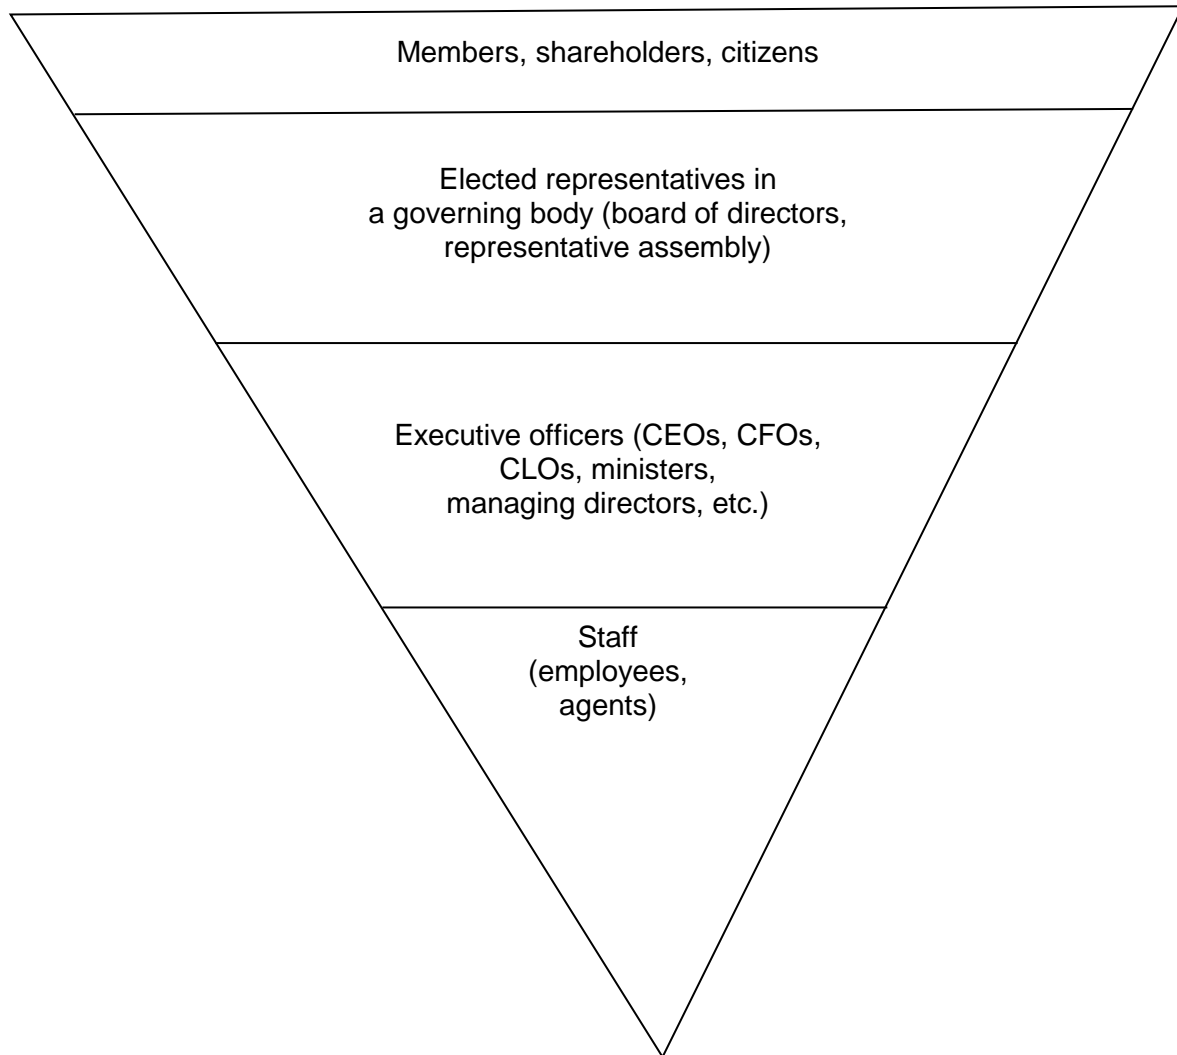 Members, shareholders, citizens
Elected representatives in
a governing body (board of directors,
representative assembly)
Executive officers (CEOs, CFOs,
CLOs, ministers,
managing directors, etc.)
Staff
(employees,
agents)